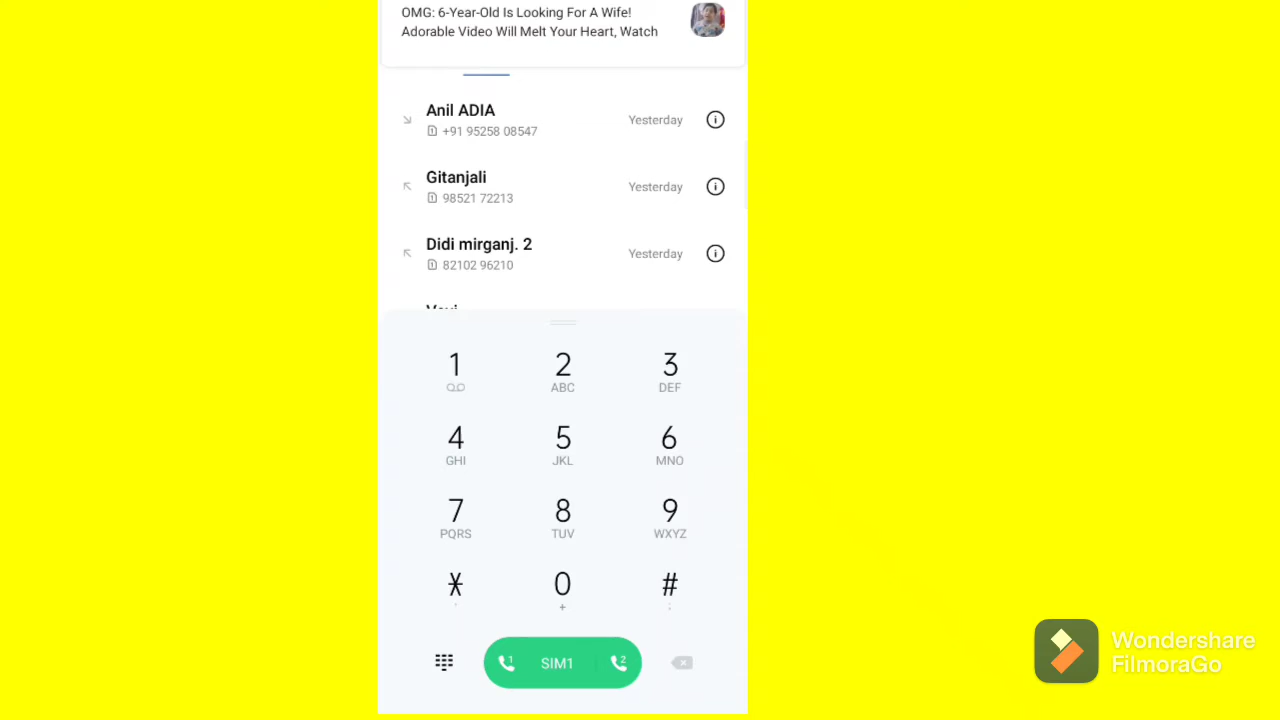 OMG: 6-Year-Old Is Looking For A Wife!
Adorable Video Will Melt Your Heart, Watch
Anil ADIA
+91 95258 08547
Yesterday
Gitanjali
98521 72213
Yesterday
Didi mirganj. 2
82102 96210
Yesterday
1 2 3
ABC DEF
4 5 6
GHI JKL MNO
7 8 9
PQRS TUV WXYZ
* 0 #
+ ;
1 SIM1 2
Wondershare
FilmoraGo